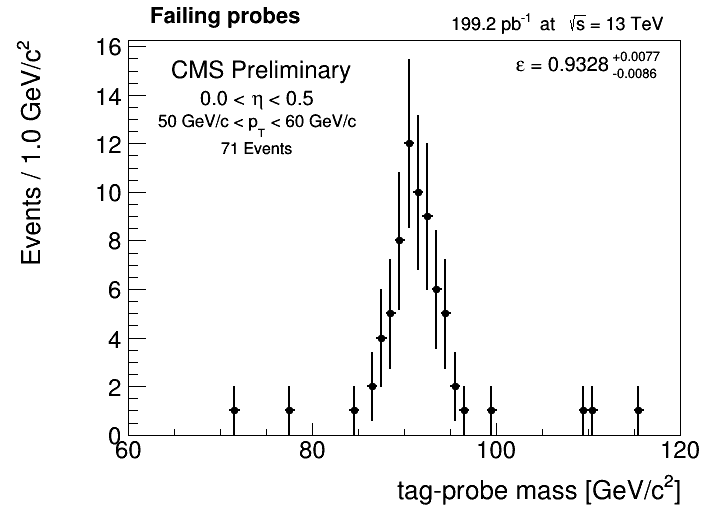 Failing probes
199.2 pb⁻¹ at √s = 13 TeV
CMS Preliminary
0.0 < η < 0.5
50 GeV/c < p_T < 60 GeV/c
71 Events
ε = 0.9328 +0.0077 -0.0086
Events / 1.0 GeV/c²
16
14
12
10
8
6
4
2
0
60 80 100 120
tag-probe mass [GeV/c²]